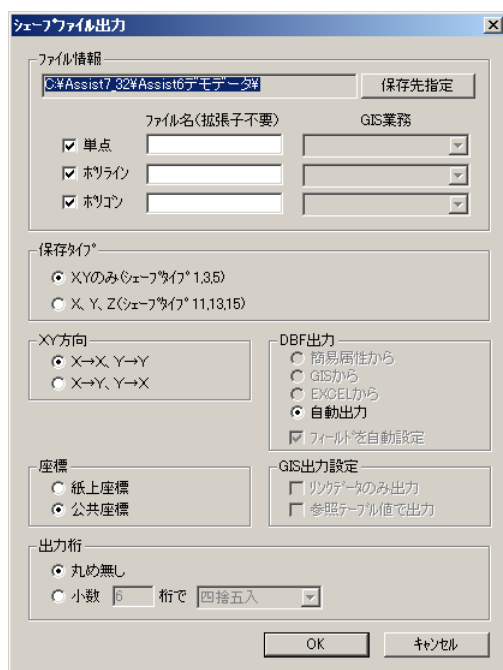 シェープファイル出力
ファイル情報
C:¥Assist7_32¥Assist6デモデータ¥ 保存先指定
ファイル名(拡張子不要) GIS業務
単点
ポリライン
ポリゴン
保存タイプ
X,Yのみ(シェープタイプ 1,3,5)
X, Y, Z(シェープタイプ 11,13,15)
XY方向
X→X, Y→Y
X→Y, Y→X
DBF出力
簡易属性から
GISから
EXCELから
自動出力
フィールドを自動設定
座標
紙上座標
公共座標
GIS出力設定
リンクデータのみ出力
参照テーブル値で出力
出力桁
丸め無し
小数 6 桁で 四捨五入
OK キャンセル